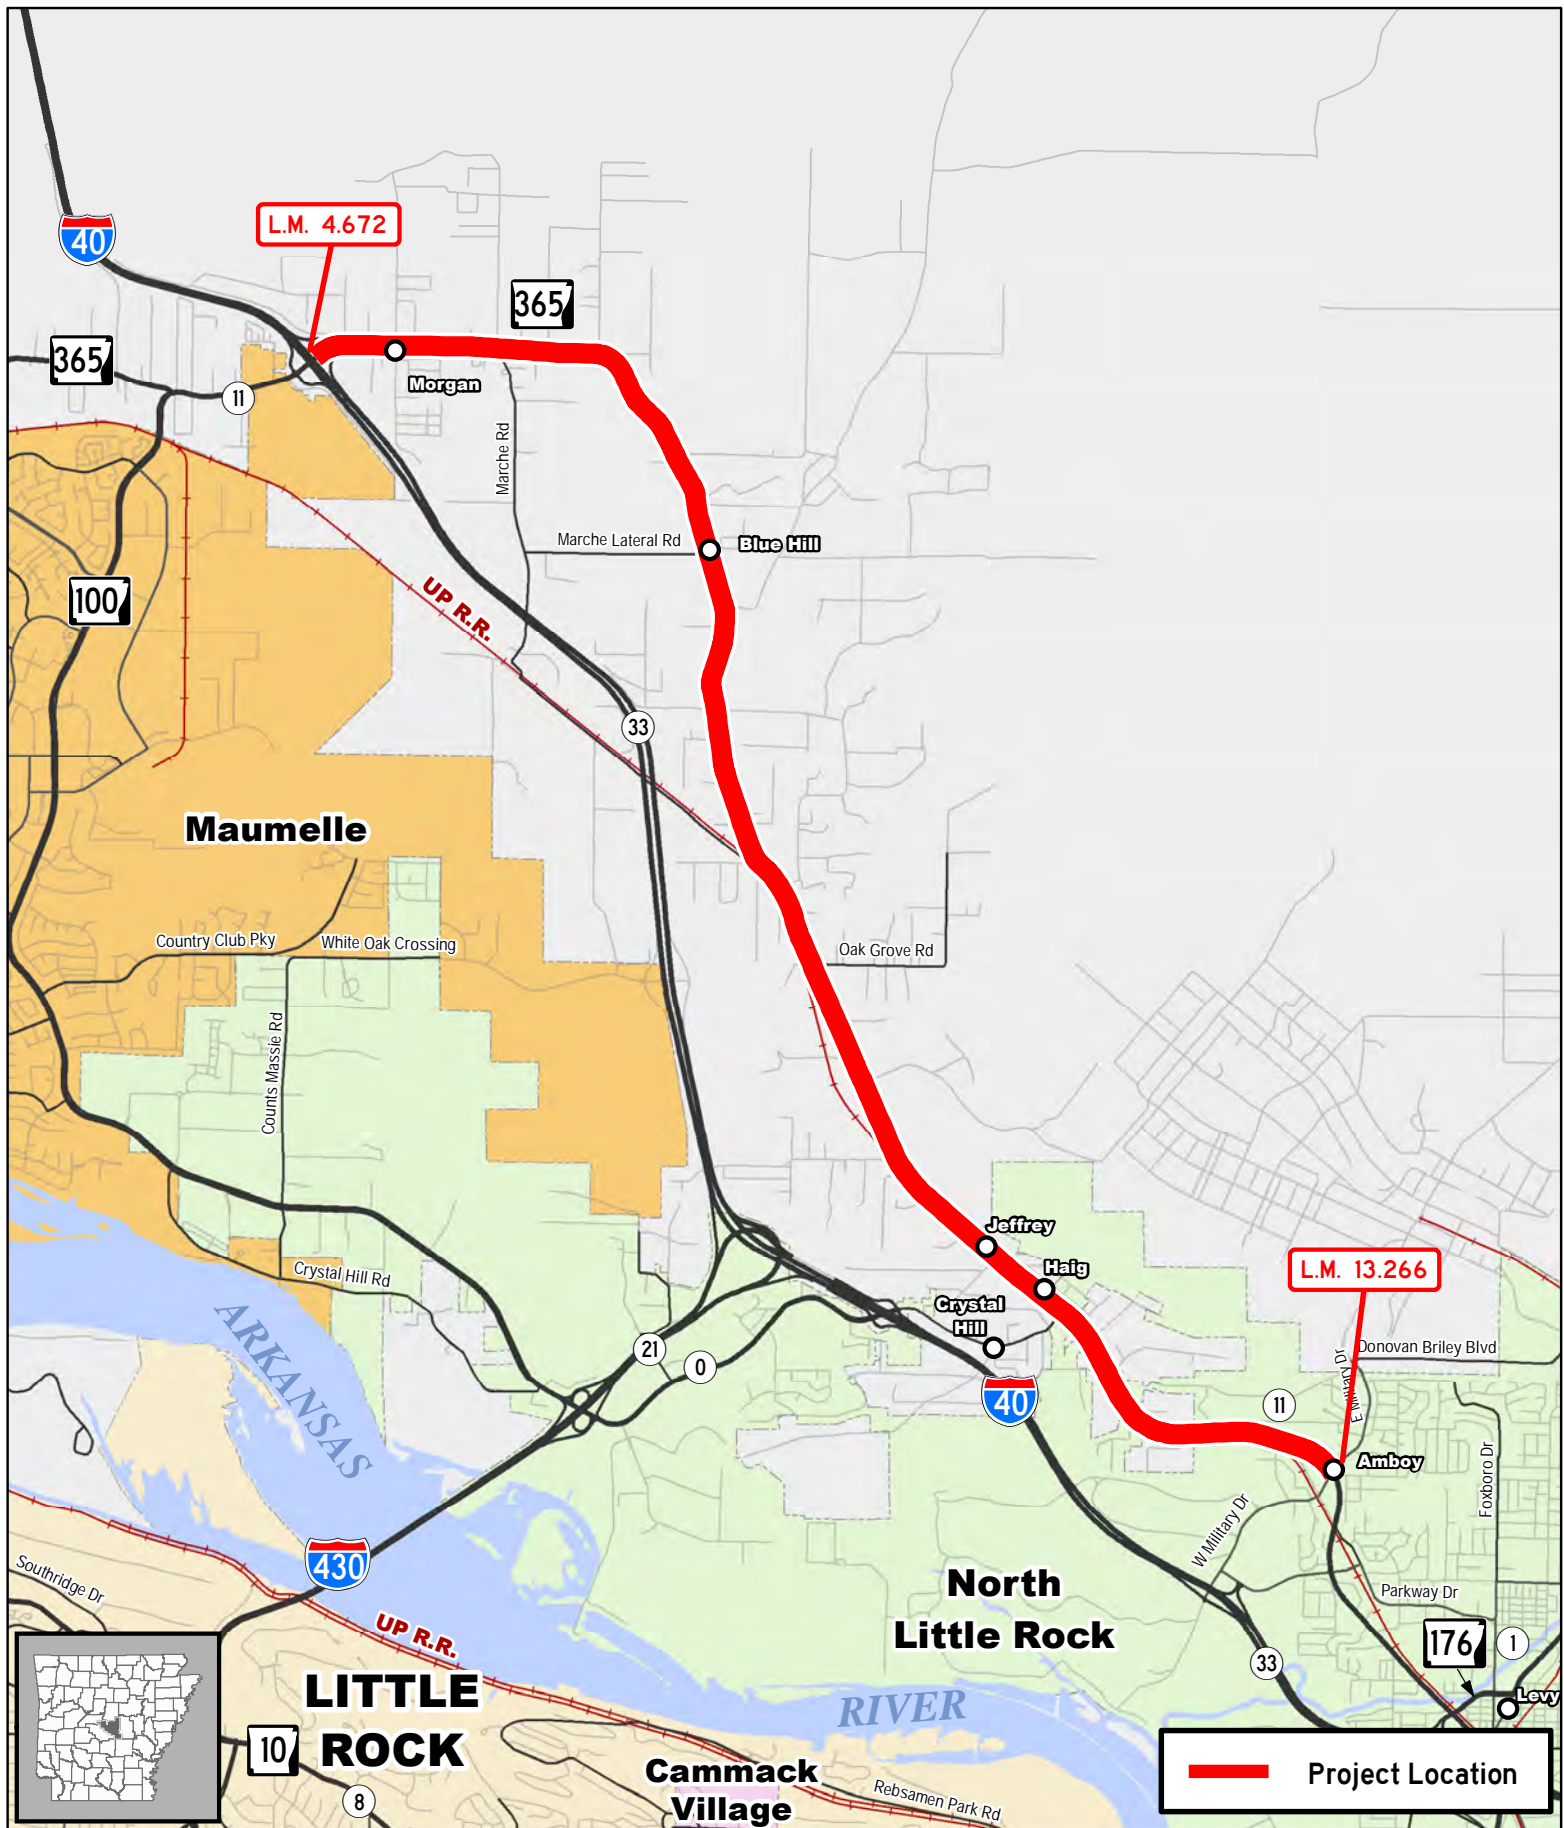 40
L.M. 4.672
365
365
11
Morgan
Marche Rd
Marche Lateral Rd
Blue Hill
100
UP R.R.
33
Maumelle
Country Club Pky
White Oak Crossing
Oak Grove Rd
Counts Massie Rd
Jeffrey
Haig
L.M. 13.266
Crystal Hill Rd
Crystal
Hill
ARKANSAS
21
0
40
Donovan Briley Blvd
E Military Dr
11
Amboy
Foxboro Dr
W Military Dr
430
Southridge Dr
North
Little Rock
Parkway Dr
UP R.R.
176
1
33
LITTLE
ROCK
RIVER
Levy
10
8
Cammack
Village
Rebsamen Park Rd
Project Location